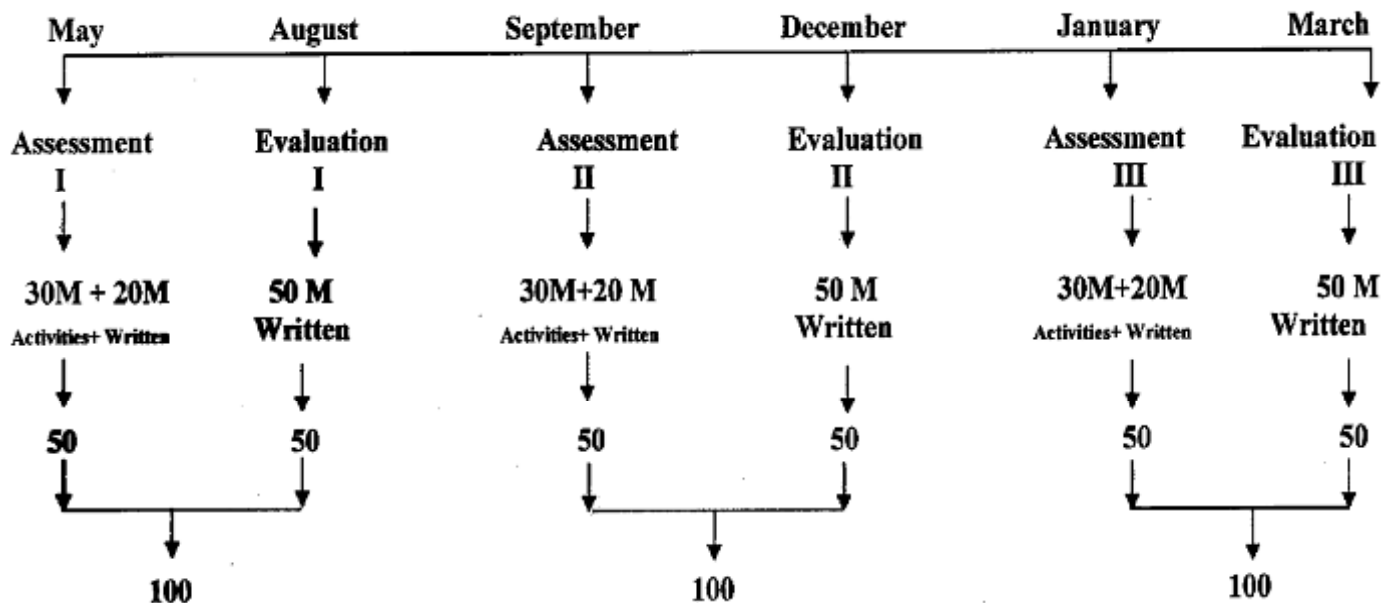 May August September December January March
Assessment Evaluation Assessment Evaluation Assessment Evaluation
I I II II III III
30M + 20M 50 M 30M+20 M 50 M 30M+20M 50 M
Activities+ Written Written Activities+ Written Written Activities+ Written Written
50 50 50 50 50 50
100 100 100